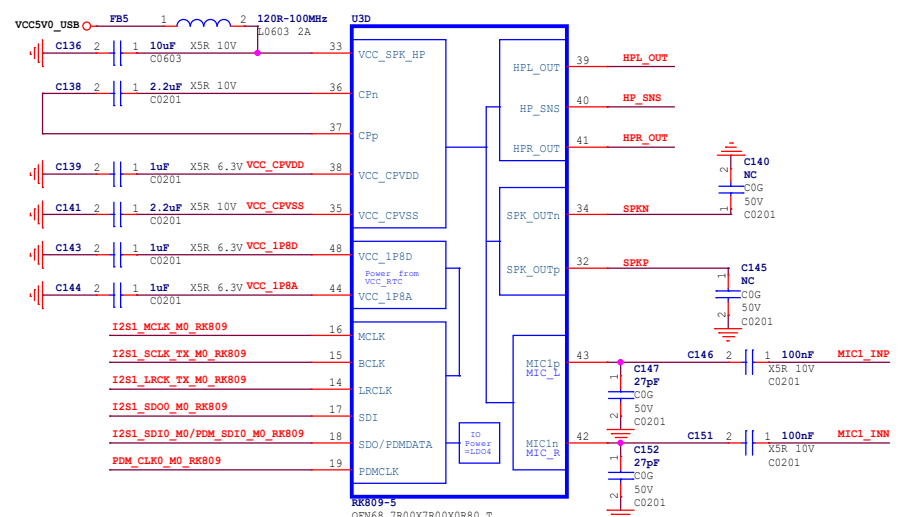 VCC5V0_USB
FB5
1
2
120R-100MHz
L0603 2A
U3D
C136
2
1
10uF
X5R 10V
C0603
33
VCC_SPK_HP
C138
2
1
2.2uF
X5R 10V
C0201
36
CPn
37
CPp
C139
2
1
1uF
X5R 6.3V
VCC_CPVDD
C0201
38
VCC_CPVDD
C141
2
1
2.2uF
X5R 10V
VCC_CPVSS
C0201
35
VCC_CPVSS
C143
2
1
1uF
X5R 6.3V
VCC_1P8D
C0201
48
VCC_1P8D
Power from
VCC_RTC
C144
2
1
1uF
X5R 6.3V
VCC_1P8A
C0201
44
VCC_1P8A
I2S1_MCLK_M0_RK809
16
MCLK
I2S1_SCLK_TX_M0_RK809
15
BCLK
I2S1_LRCK_TX_M0_RK809
14
LRCLK
I2S1_SDO0_M0_RK809
17
SDI
I2S1_SDI0_M0/PDM_SDI0_M0_RK809
18
SDO/PDMDATA
PDM_CLK0_M0_RK809
19
PDMCLK
IO
Power
=LDO4
HPL_OUT
39
HPL_OUT
HP_SNS
40
HP_SNS
HPR_OUT
41
HPR_OUT
SPK_OUTn
34
SPKN
2
1
C140
NC
C0G
50V
C0201
SPK_OUTp
32
SPKP
1
2
C145
NC
C0G
50V
C0201
MIC1p
MIC_L
43
C146
2
1
100nF
MIC1_INP
X5R 10V
C0201
1
2
C147
27pF
C0G
50V
C0201
MIC1n
MIC_R
42
C151
2
1
100nF
MIC1_INN
X5R 10V
C0201
1
2
C152
27pF
C0G
50V
C0201
RK809-5
QFN68_7R00X7R00X0R80_T